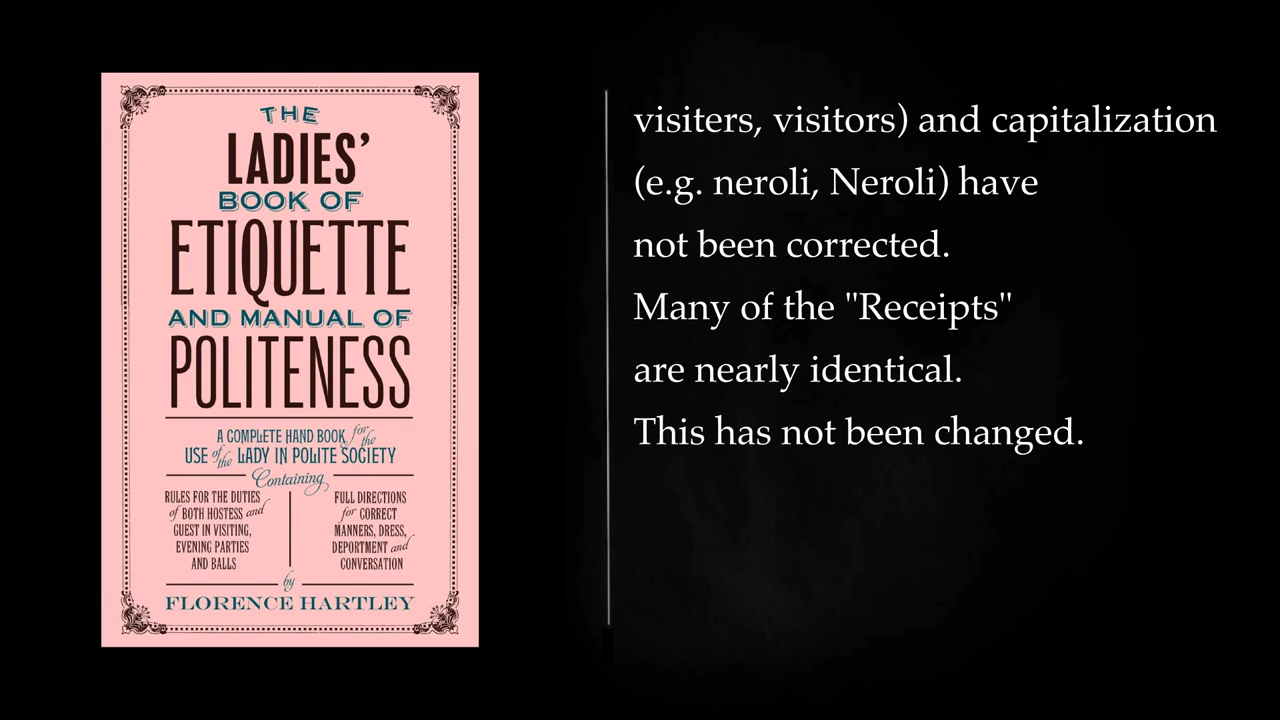 THE
LADIES'
BOOK OF
ETIQUETTE
AND MANUAL OF
POLITENESS
A COMPLETE HAND BOOK for the
USE of the LADY IN POLITE SOCIETY
Containing
RULES FOR THE DUTIES
of BOTH HOSTESS and
GUEST IN VISITING,
EVENING PARTIES
AND BALLS
FULL DIRECTIONS
for CORRECT
MANNERS, DRESS,
DEPORTMENT and
CONVERSATION
by
FLORENCE HARTLEY
visiters, visitors) and capitalization
(e.g. neroli, Neroli) have
not been corrected.
Many of the "Receipts"
are nearly identical.
This has not been changed.